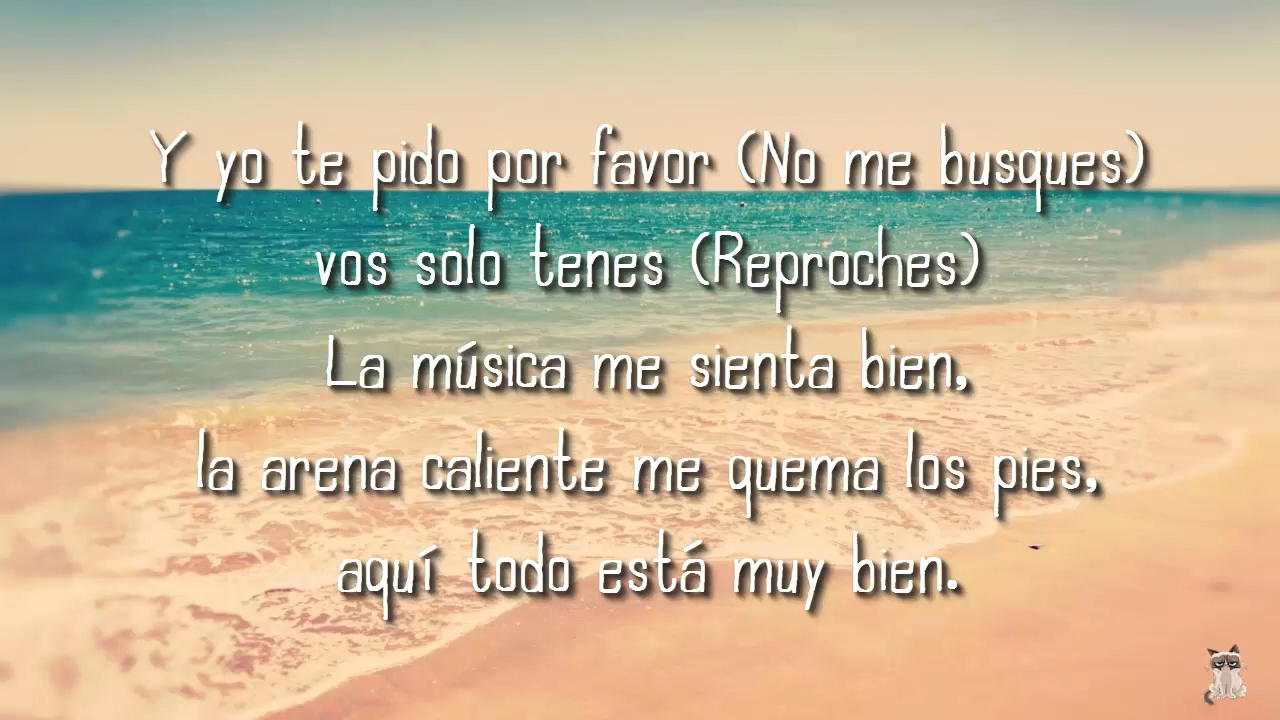 Y yo te pido por favor (No me busques)
vos solo tenes (Reproches)
La música me sienta bien,
la arena caliente me quema los pies,
aquí todo está muy bien.